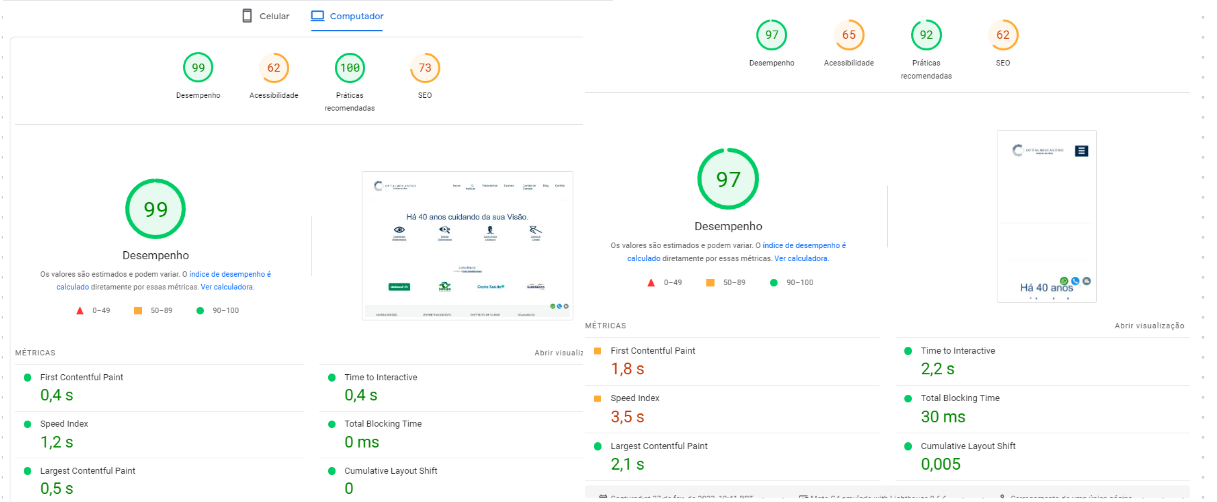 Celular Computador
99 62 100 73
Desempenho Acessibilidade Práticas recomendadas SEO
99
Desempenho
Os valores são estimados e podem variar. O índice de desempenho é
calculado diretamente por essas métricas. Ver calculadora.
0–49 50–89 90–100
Há 40 anos cuidando da sua Visão.
MÉTRICAS Abrir visualiz
First Contentful Paint
0,4 s
Time to Interactive
0,4 s
Speed Index
1,2 s
Total Blocking Time
0 ms
Largest Contentful Paint
0,5 s
Cumulative Layout Shift
0
97 65 92 62
Desempenho Acessibilidade Práticas recomendadas SEO
97
Desempenho
Os valores são estimados e podem variar. O índice de desempenho é
calculado diretamente por essas métricas. Ver calculadora.
0–49 50–89 90–100
Há 40 anos
MÉTRICAS Abrir visualização
First Contentful Paint
1,8 s
Time to Interactive
2,2 s
Speed Index
3,5 s
Total Blocking Time
30 ms
Largest Contentful Paint
2,1 s
Cumulative Layout Shift
0,005